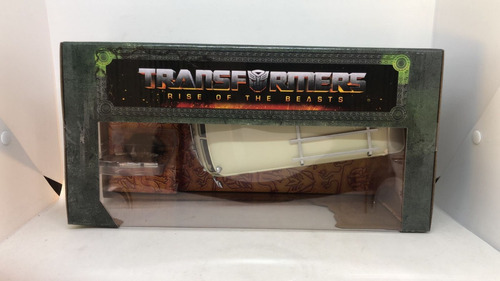 TRANSFORMERS
RISE OF THE BEASTS